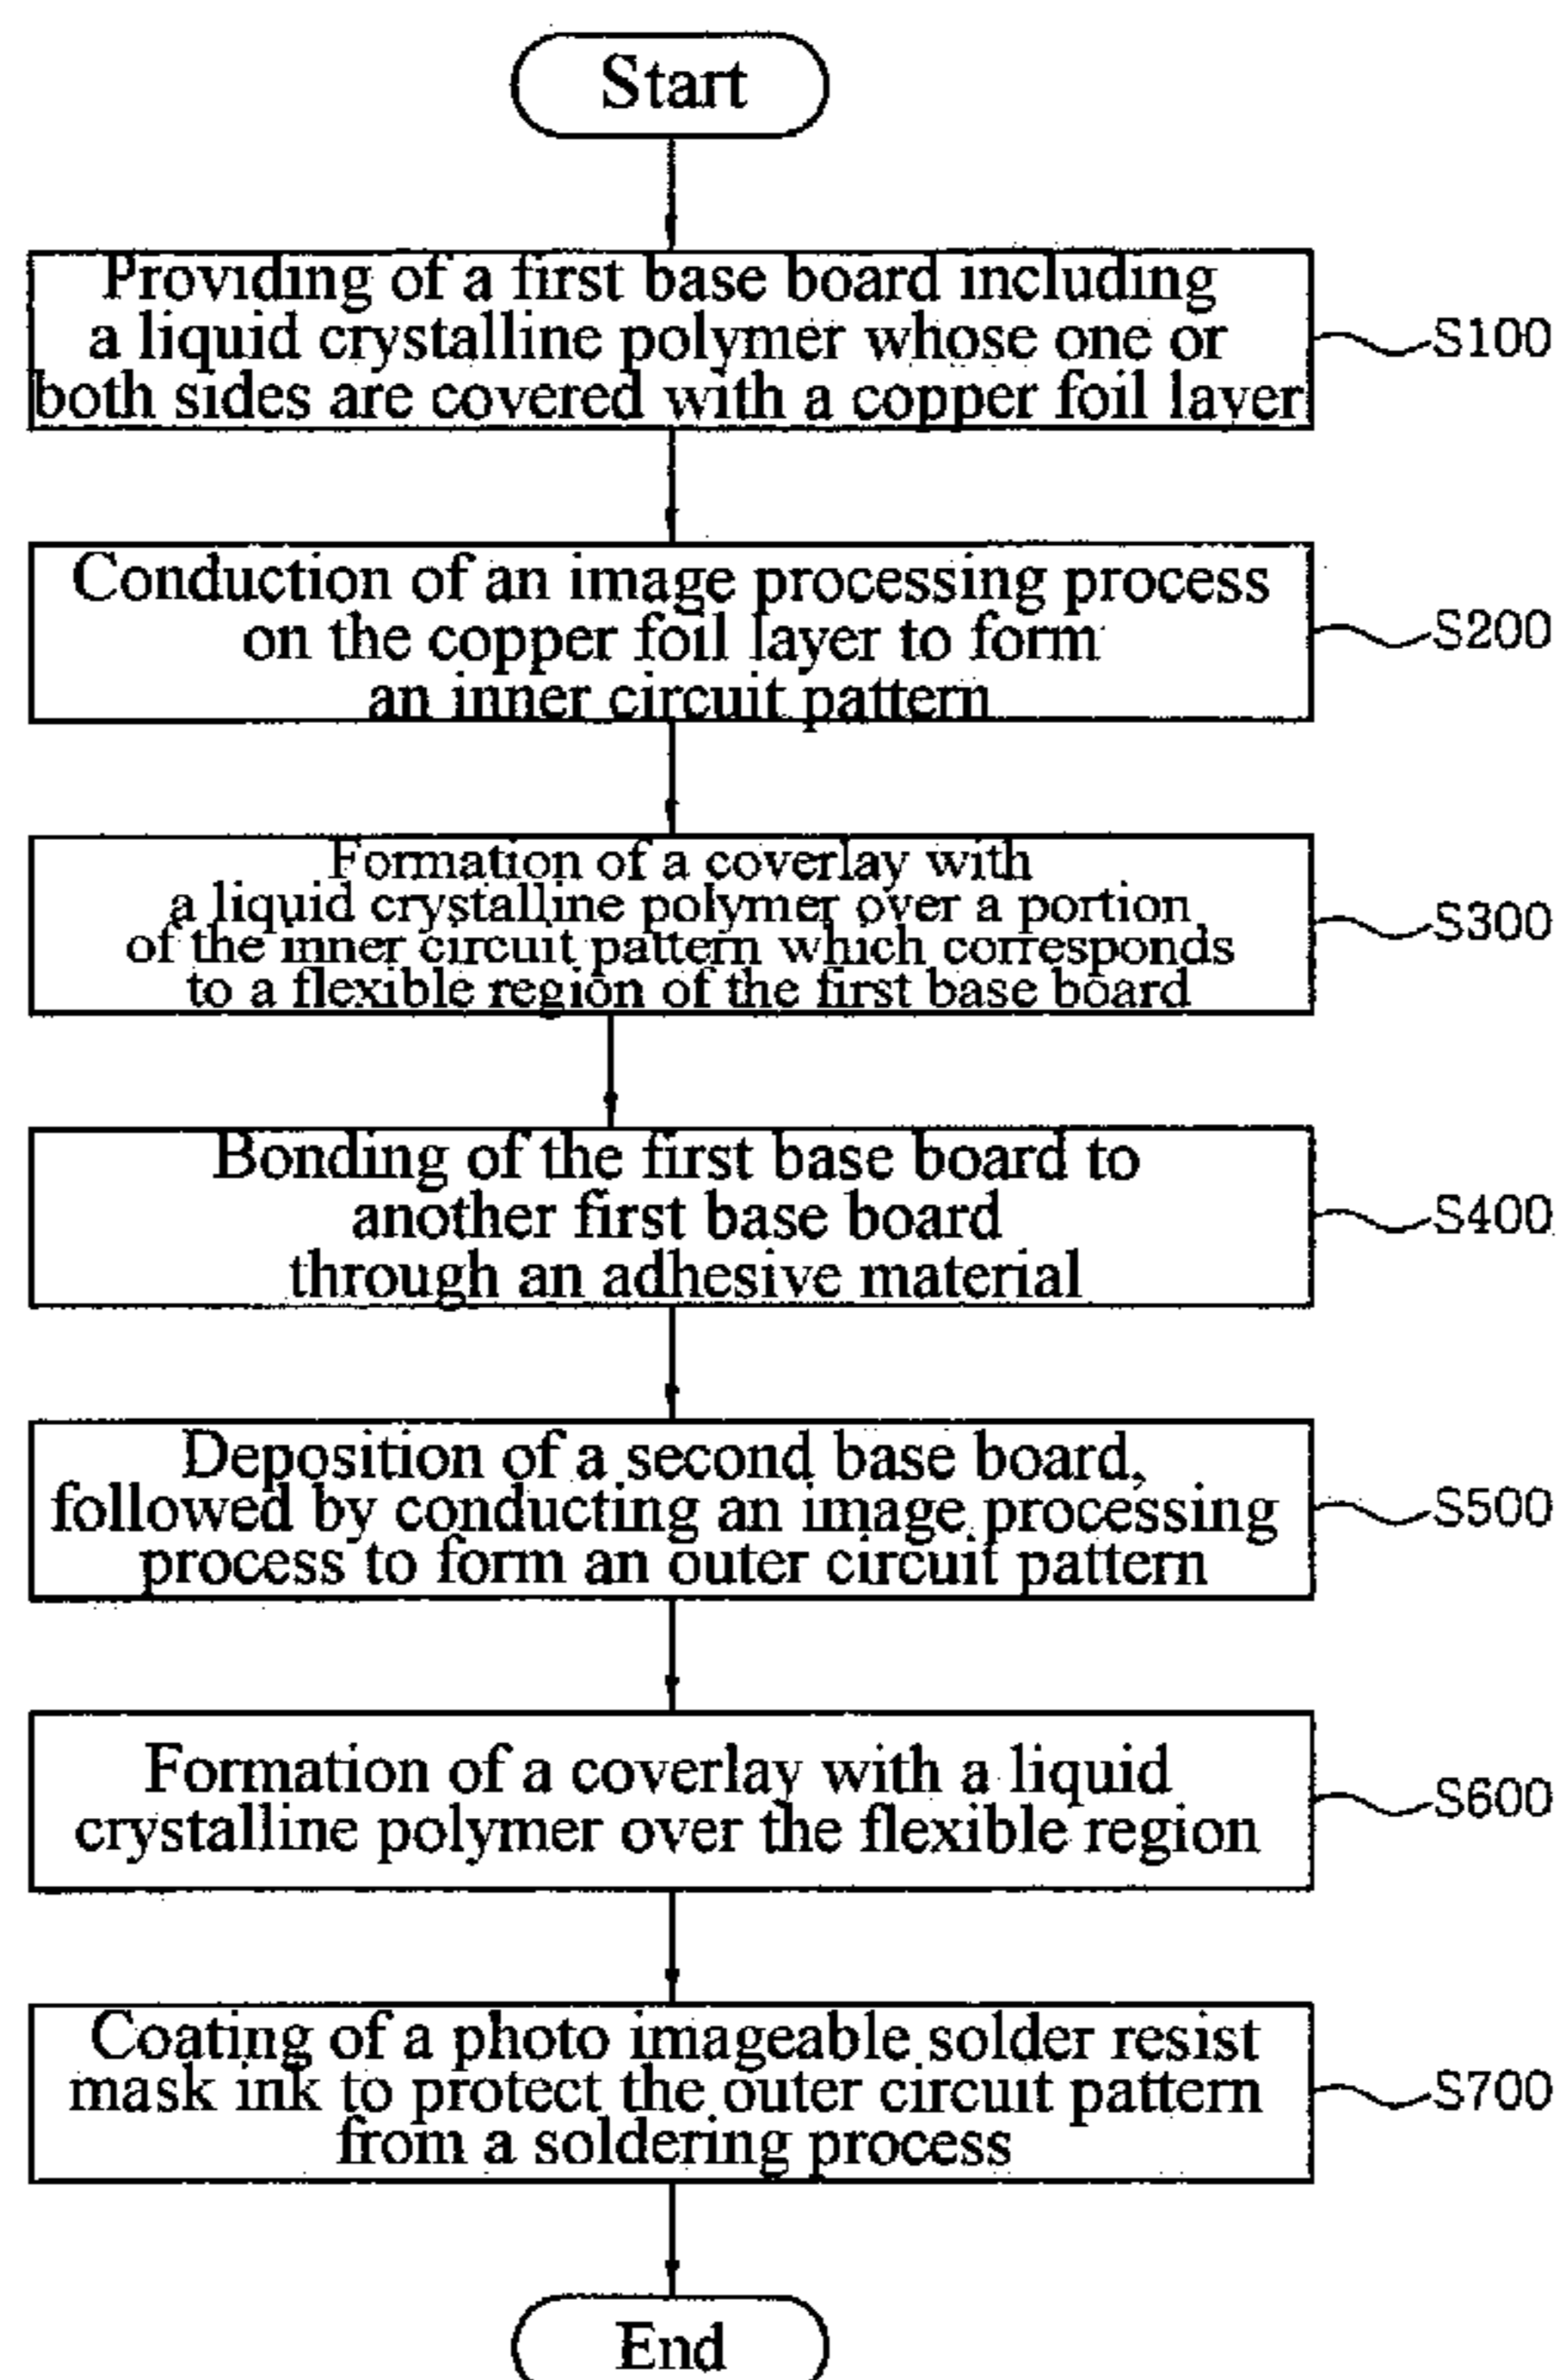 Start
Providing of a first base board including
a liquid crystalline polymer whose one or
both sides are covered with a copper foil layer
S100
Conduction of an image processing process
on the copper foil layer to form
an inner circuit pattern
S200
Formation of a coverlay with
a liquid crystalline polymer over a portion
of the inner circuit pattern which corresponds
to a flexible region of the first base board
S300
Bonding of the first base board to
another first base board
through an adhesive material
S400
Deposition of a second base board,
followed by conducting an image processing
process to form an outer circuit pattern
S500
Formation of a coverlay with a liquid
crystalline polymer over the flexible region
S600
Coating of a photo imageable solder resist
mask ink to protect the outer circuit pattern
from a soldering process
S700
End